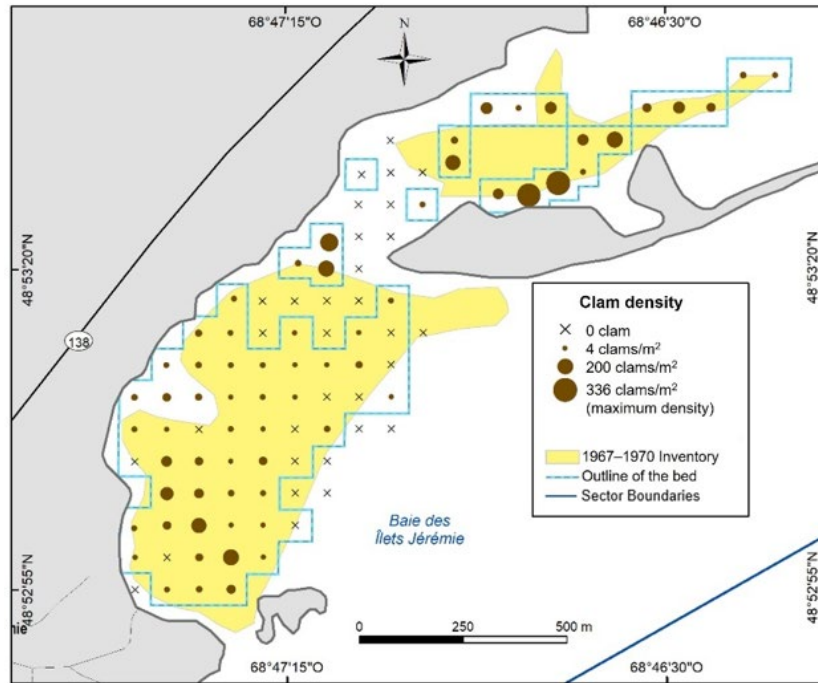 68°47'15"O
68°46'30"O
N
48°53'20"N
48°53'20"N
138
Clam density
0 clam
4 clams/m²
200 clams/m²
336 clams/m²
(maximum density)
1967–1970 Inventory
Outline of the bed
Sector Boundaries
Baie des
Îlets Jérémie
48°52'55"N
48°52'55"N
0 250 500 m
68°47'15"O
68°46'30"O